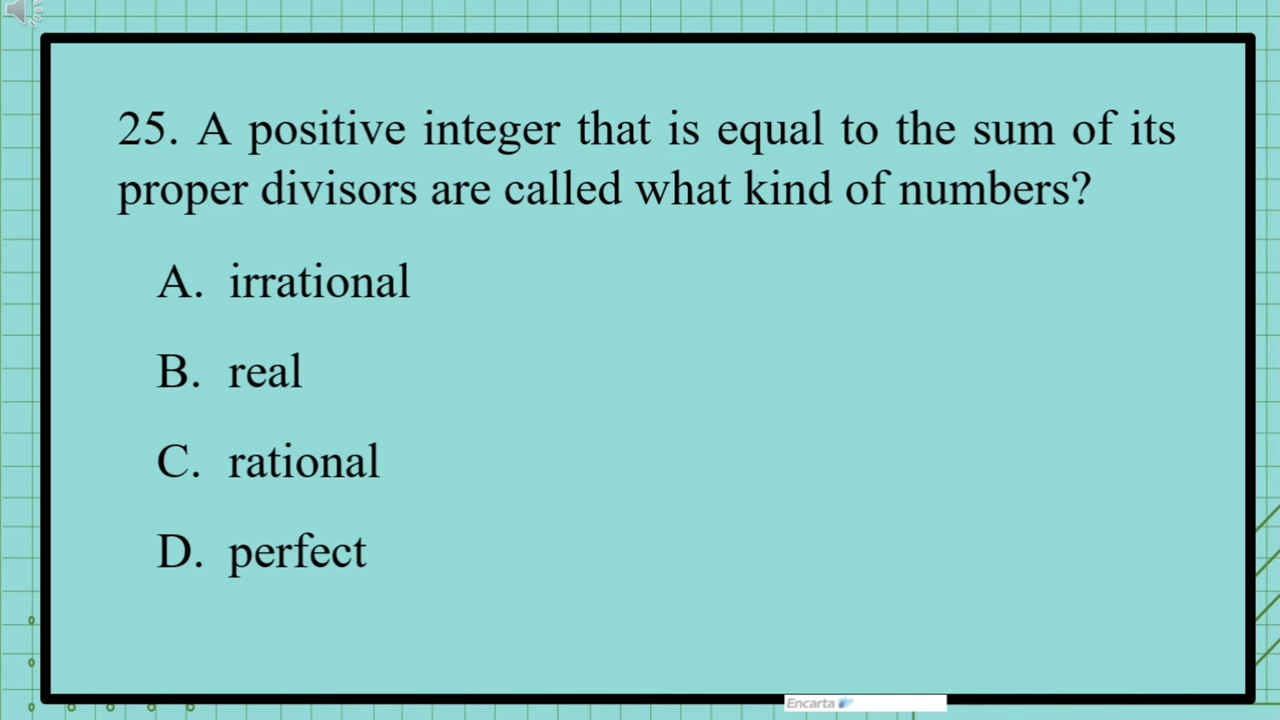 25. A positive integer that is equal to the sum of its
proper divisors are called what kind of numbers?
A. irrational
B. real
C. rational
D. perfect
Encarta